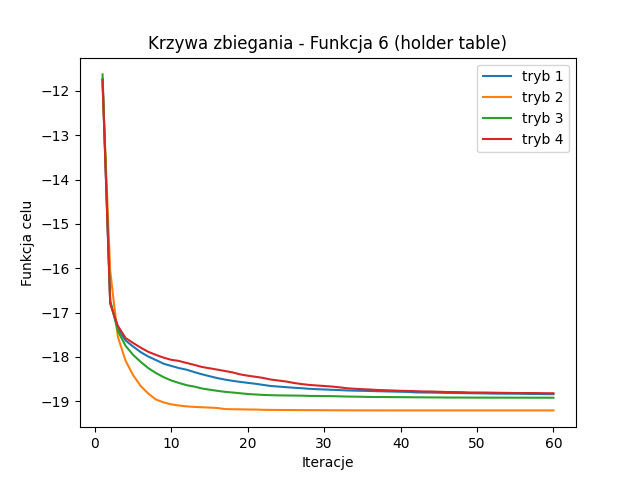 Krzywa zbiegania - Funkcja 6 (holder table)
tryb 1
tryb 2
tryb 3
tryb 4
Funkcja celu
−12
−13
−14
−15
−16
−17
−18
−19
0 10 20 30 40 50 60
Iteracje